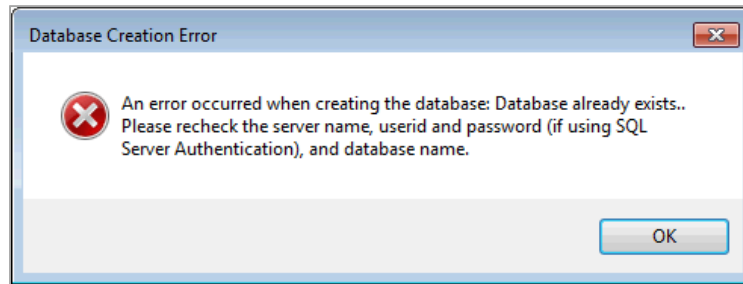 Database Creation Error
An error occurred when creating the database: Database already exists..
Please recheck the server name, userid and password (if using SQL
Server Authentication), and database name.
OK